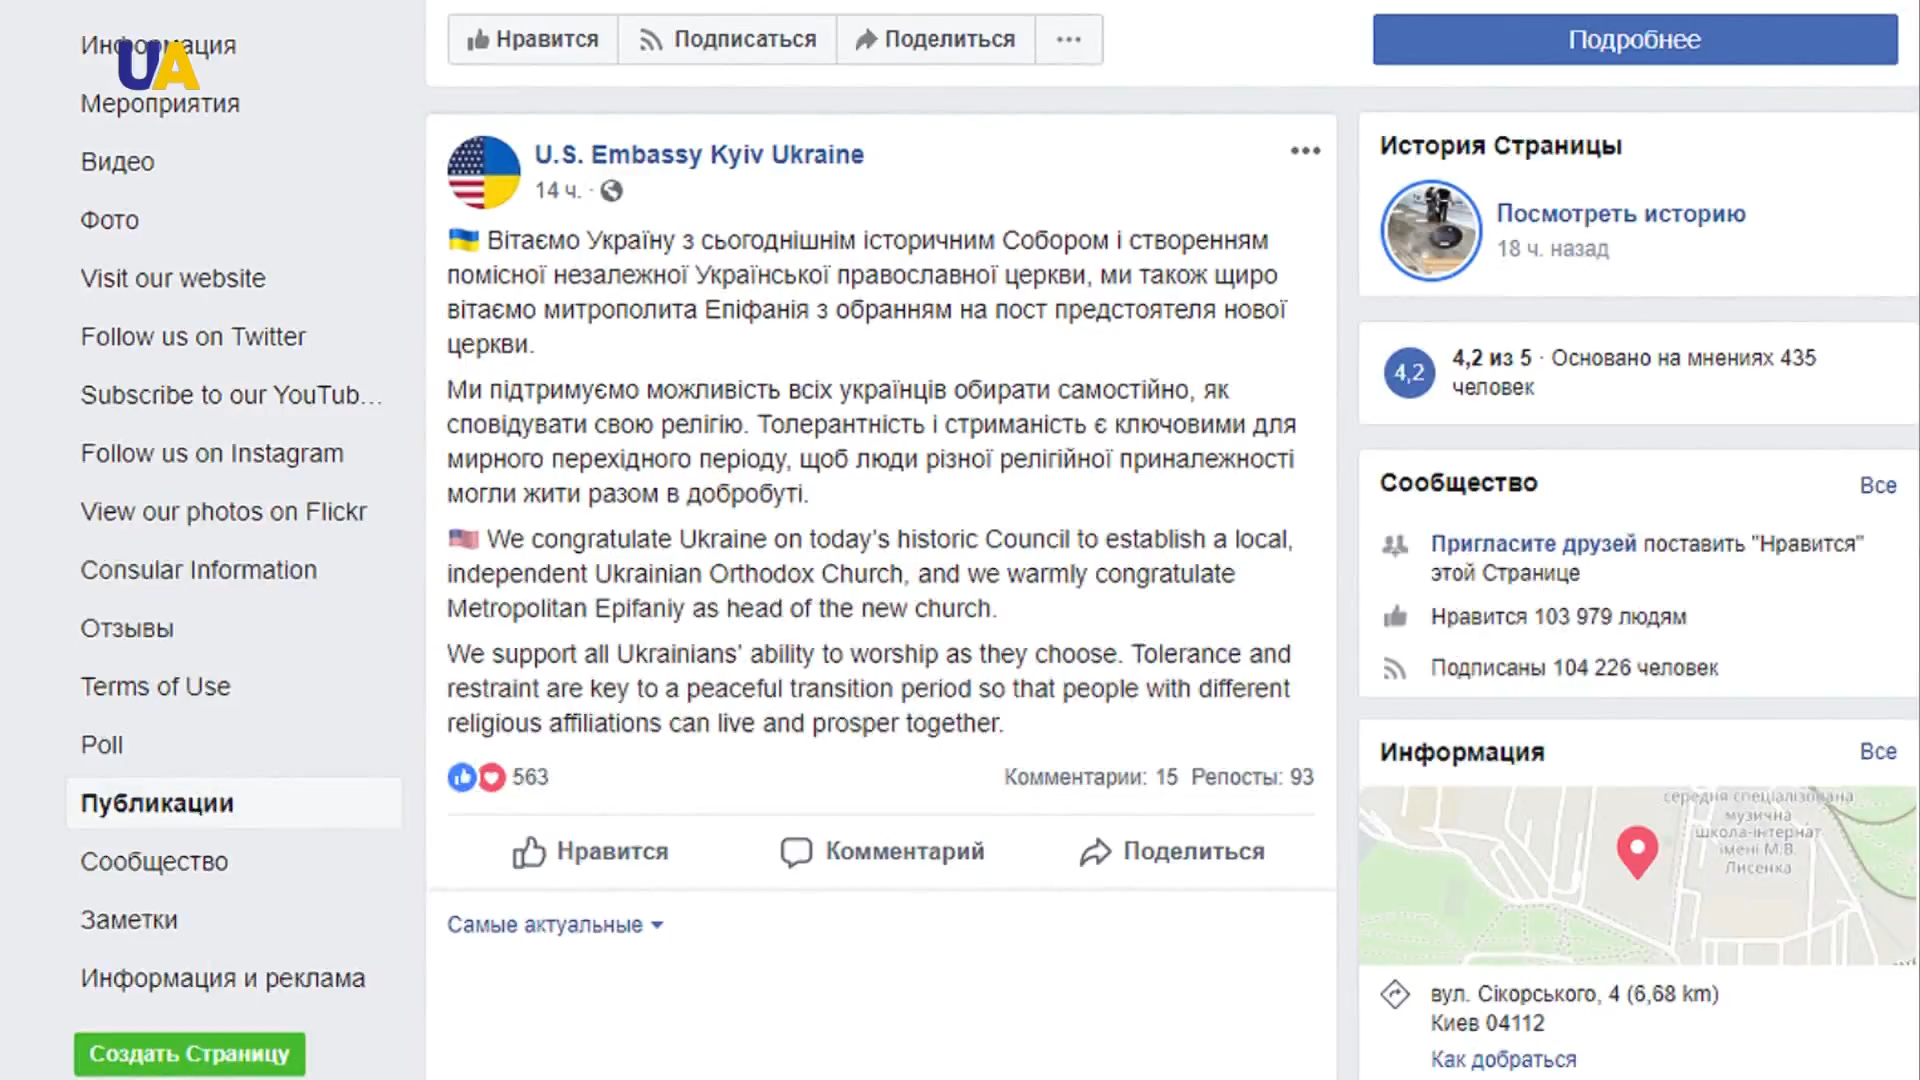 Информация
UA
Мероприятия
Видео
Фото
Visit our website
Follow us on Twitter
Subscribe to our YouTub...
Follow us on Instagram
View our photos on Flickr
Consular Information
Отзывы
Terms of Use
Poll
Публикации
Сообщество
Заметки
Информация и реклама
Создать Страницу
Нравится
Подписаться
Поделиться
U.S. Embassy Kyiv Ukraine
14 ч. ·
Вітаємо Україну з сьогоднішнім історичним Собором і створенням
помісної незалежної Української православної церкви, ми також щиро
вітаємо митрополита Епіфанія з обранням на пост предстоятеля нової
церкви.
Ми підтримуємо можливість всіх українців обирати самостійно, як
сповідувати свою релігію. Толерантність і стриманість є ключовими для
мирного перехідного періоду, щоб люди різної релігійної приналежності
могли жити разом в добробуті.
We congratulate Ukraine on today's historic Council to establish a local,
independent Ukrainian Orthodox Church, and we warmly congratulate
Metropolitan Epifaniy as head of the new church.
We support all Ukrainians' ability to worship as they choose. Tolerance and
restraint are key to a peaceful transition period so that people with different
religious affiliations can live and prosper together.
563
Комментарии: 15 Репосты: 93
Нравится
Комментарий
Поделиться
Самые актуальные
Подробнее
История Страницы
Посмотреть историю
18 ч. назад
4,2
4,2 из 5 · Основано на мнениях 435
человек
Сообщество
Все
Пригласите друзей поставить "Нравится"
этой Странице
Нравится 103 979 людям
Подписаны 104 226 человек
Информация
Все
середня спеціалізована
музична
школа-інтернат
імені М.В.
Лисенка
вул. Сікорського, 4 (6,68 km)
Киев 04112
Как добраться